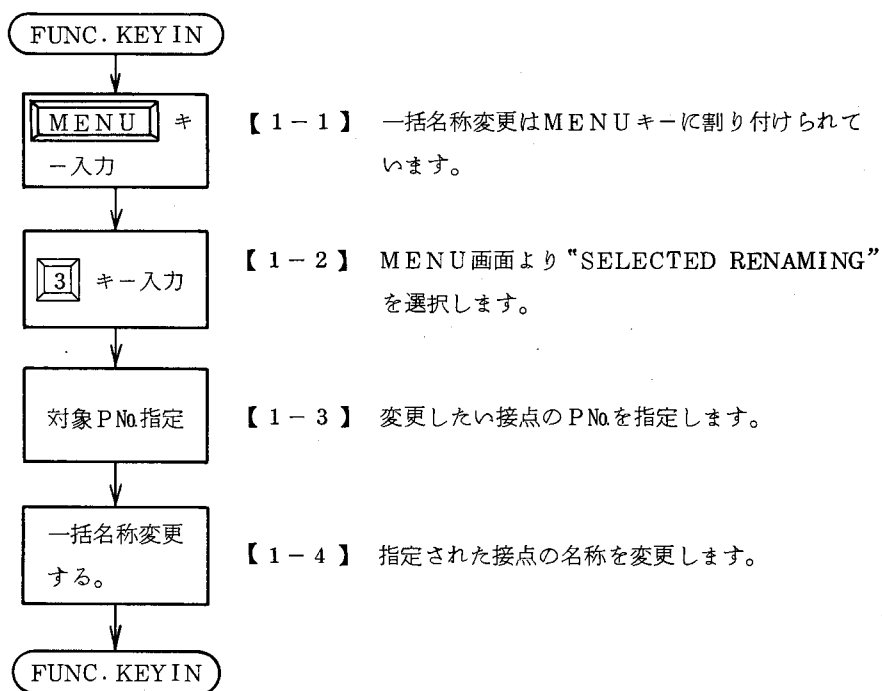 FUNC. KEYIN
MENU キ
ー入力
【1-1】 一括名称変更はMENUキーに割り付けられて
います。
3 キー入力
【1-2】 MENU画面より"SELECTED RENAMING"
を選択します。
対象P№指定
【1-3】 変更したい接点のP№を指定します。
一括名称変更
する。
【1-4】 指定された接点の名称を変更します。
FUNC. KEYIN